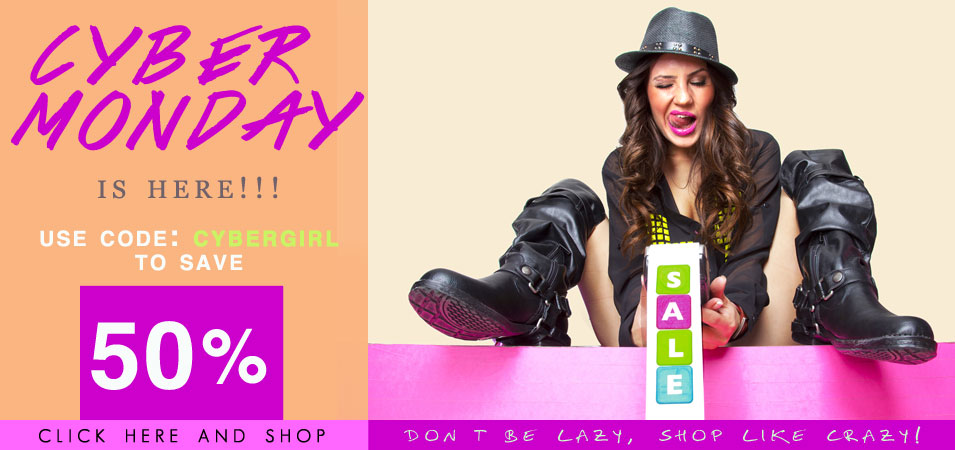 CYBER
MONDAY
IS HERE!!!
USE CODE: CYBERGIRL
TO SAVE
50%
CLICK HERE AND SHOP
S
A
L
E
DON T BE LAZY, SHOP LIKE CRAZY!